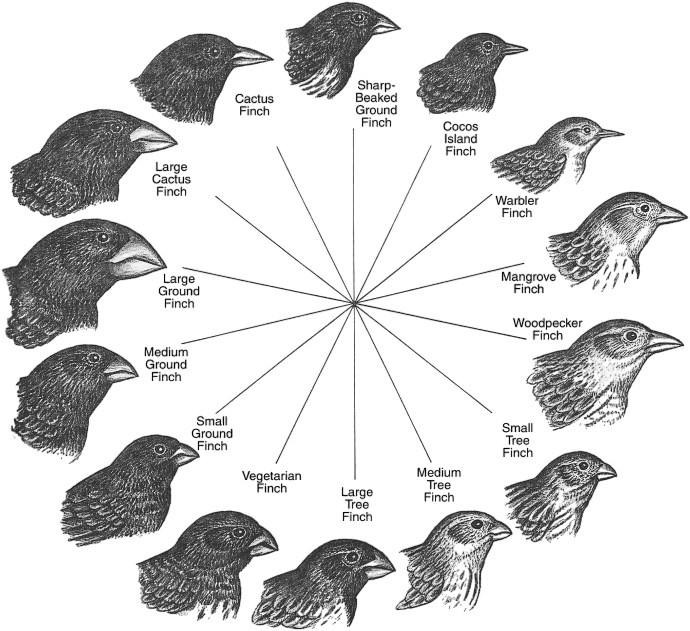 Cactus
Finch
Sharp-
Beaked
Ground
Finch
Cocos
Island
Finch
Large
Cactus
Finch
Warbler
Finch
Large
Ground
Finch
Mangrove
Finch
Medium
Ground
Finch
Woodpecker
Finch
Small
Ground
Finch
Small
Tree
Finch
Vegetarian
Finch
Large
Tree
Finch
Medium
Tree
Finch